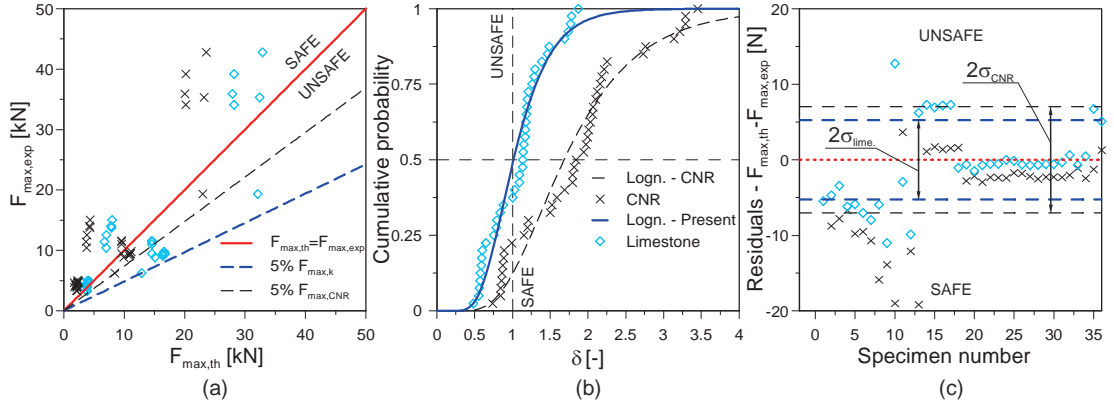 50
40
30
20
10
0
F_max,exp [kN]
SAFE
UNSAFE
F_max,th=F_max,exp
5% F_max,k
5% F_max,CNR
0 10 20 30 40 50
F_max,th [kN]
(a)
1
0.75
0.5
0.25
0
Cumulative probability
UNSAFE
SAFE
Logn. - CNR
CNR
Logn. - Present
Limestone
0 0.5 1 1.5 2 2.5 3 3.5 4
δ [-]
(b)
20
10
0
-10
-20
Residuals - F_max,th-F_max,exp [N]
UNSAFE
2σ_CNR
2σ_lime.
SAFE
0 5 10 15 20 25 30 35
Specimen number
(c)